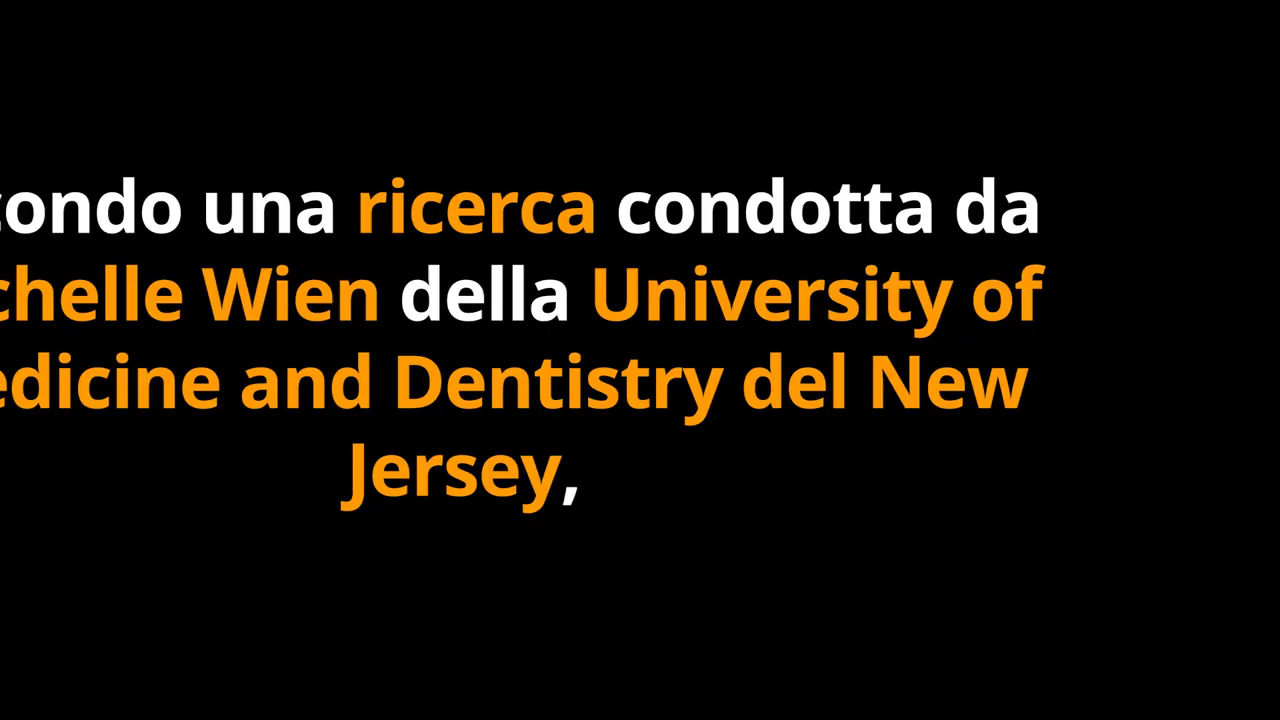 condo una ricerca condotta da
chelle Wien della University of
edicine and Dentistry del New
Jersey,